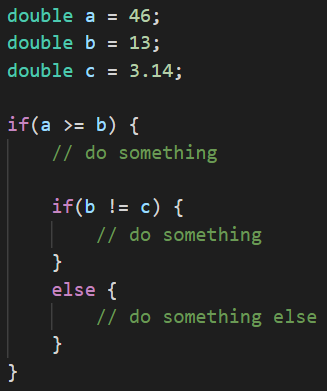 double a = 46;
double b = 13;
double c = 3.14;

if(a >= b) {
    // do something

    if(b != c) {
        // do something
    }
    else {
        // do something else
    }
}